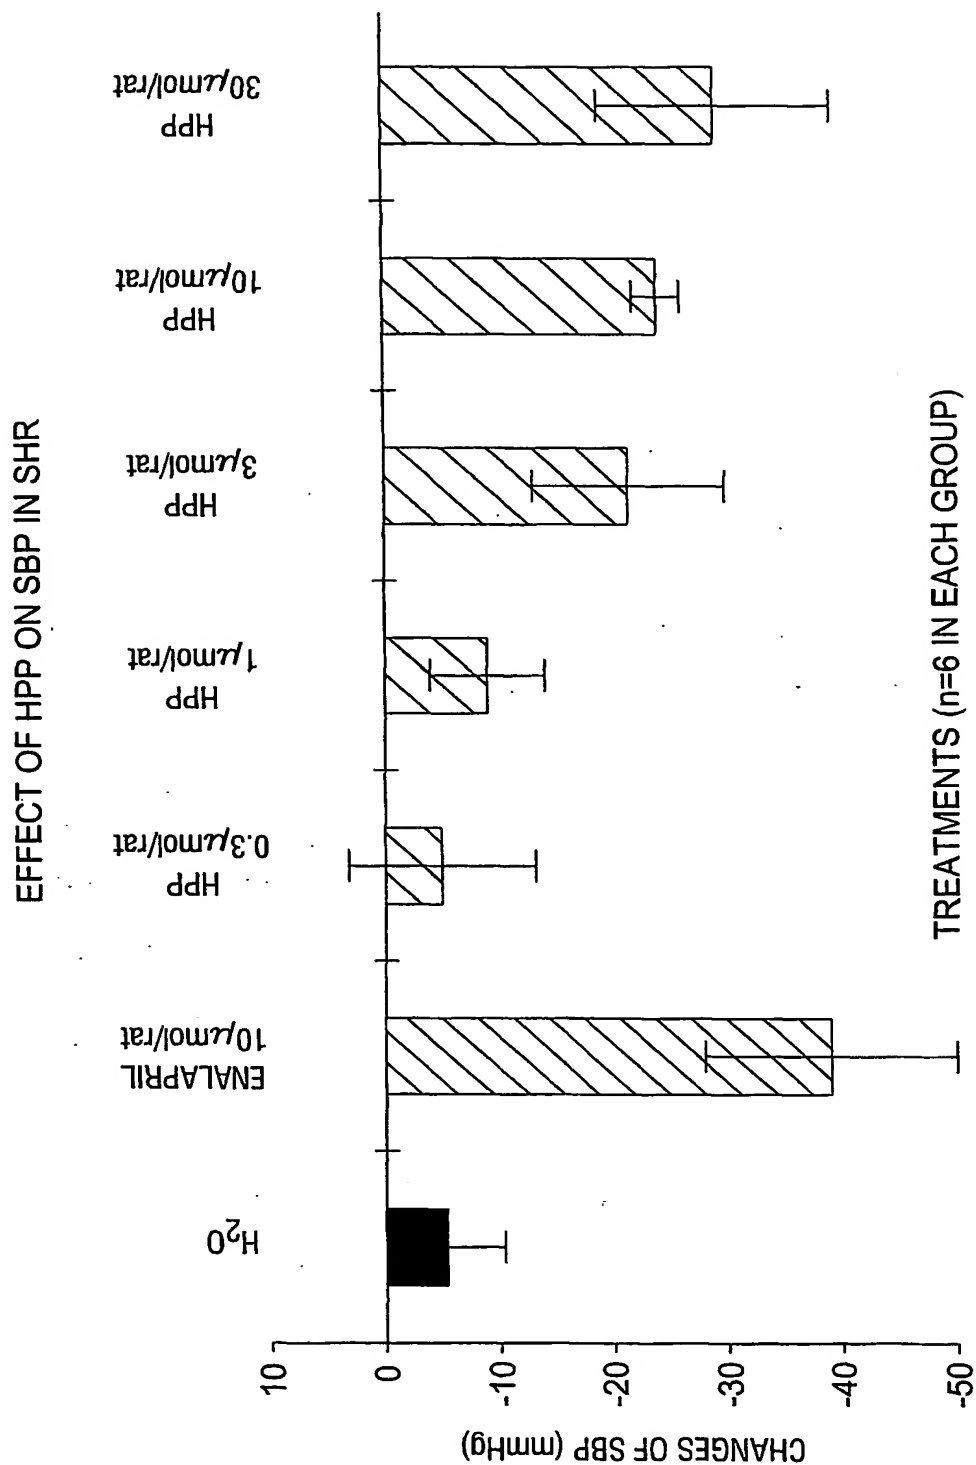 EFFECT OF HPP ON SBP IN SHR
H₂O
ENALAPRIL
10μmol/rat
HPP
0.3μmol/rat
HPP
1μmol/rat
HPP
3μmol/rat
HPP
10μmol/rat
HPP
30μmol/rat
CHANGES OF SBP (mmHg)
10
0
-10
-20
-30
-40
-50
TREATMENTS (n=6 IN EACH GROUP)